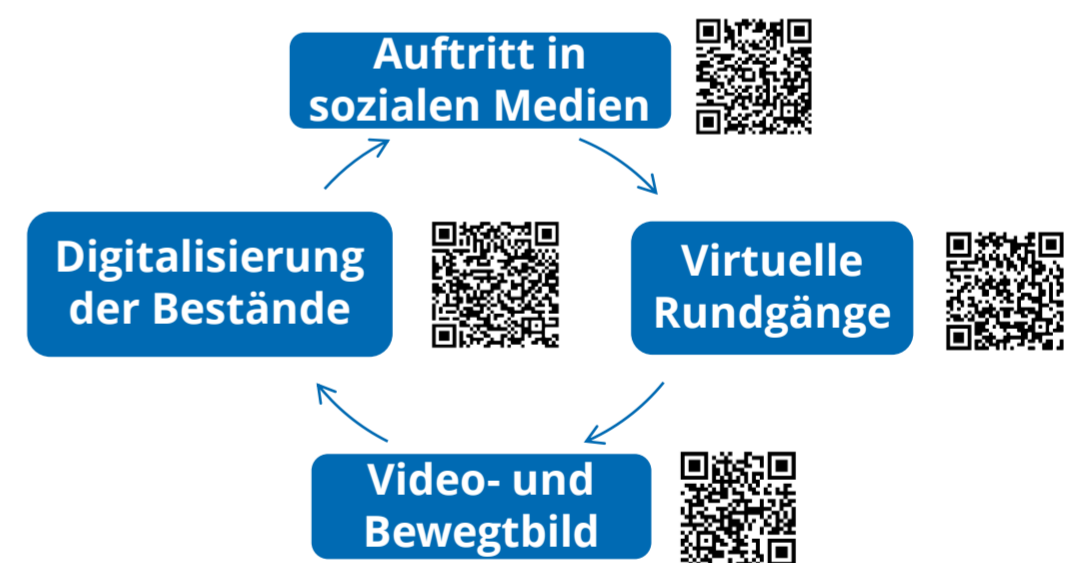 Auftritt in
sozialen Medien
Digitalisierung
der Bestände
Virtuelle
Rundgänge
Video- und
Bewegtbild